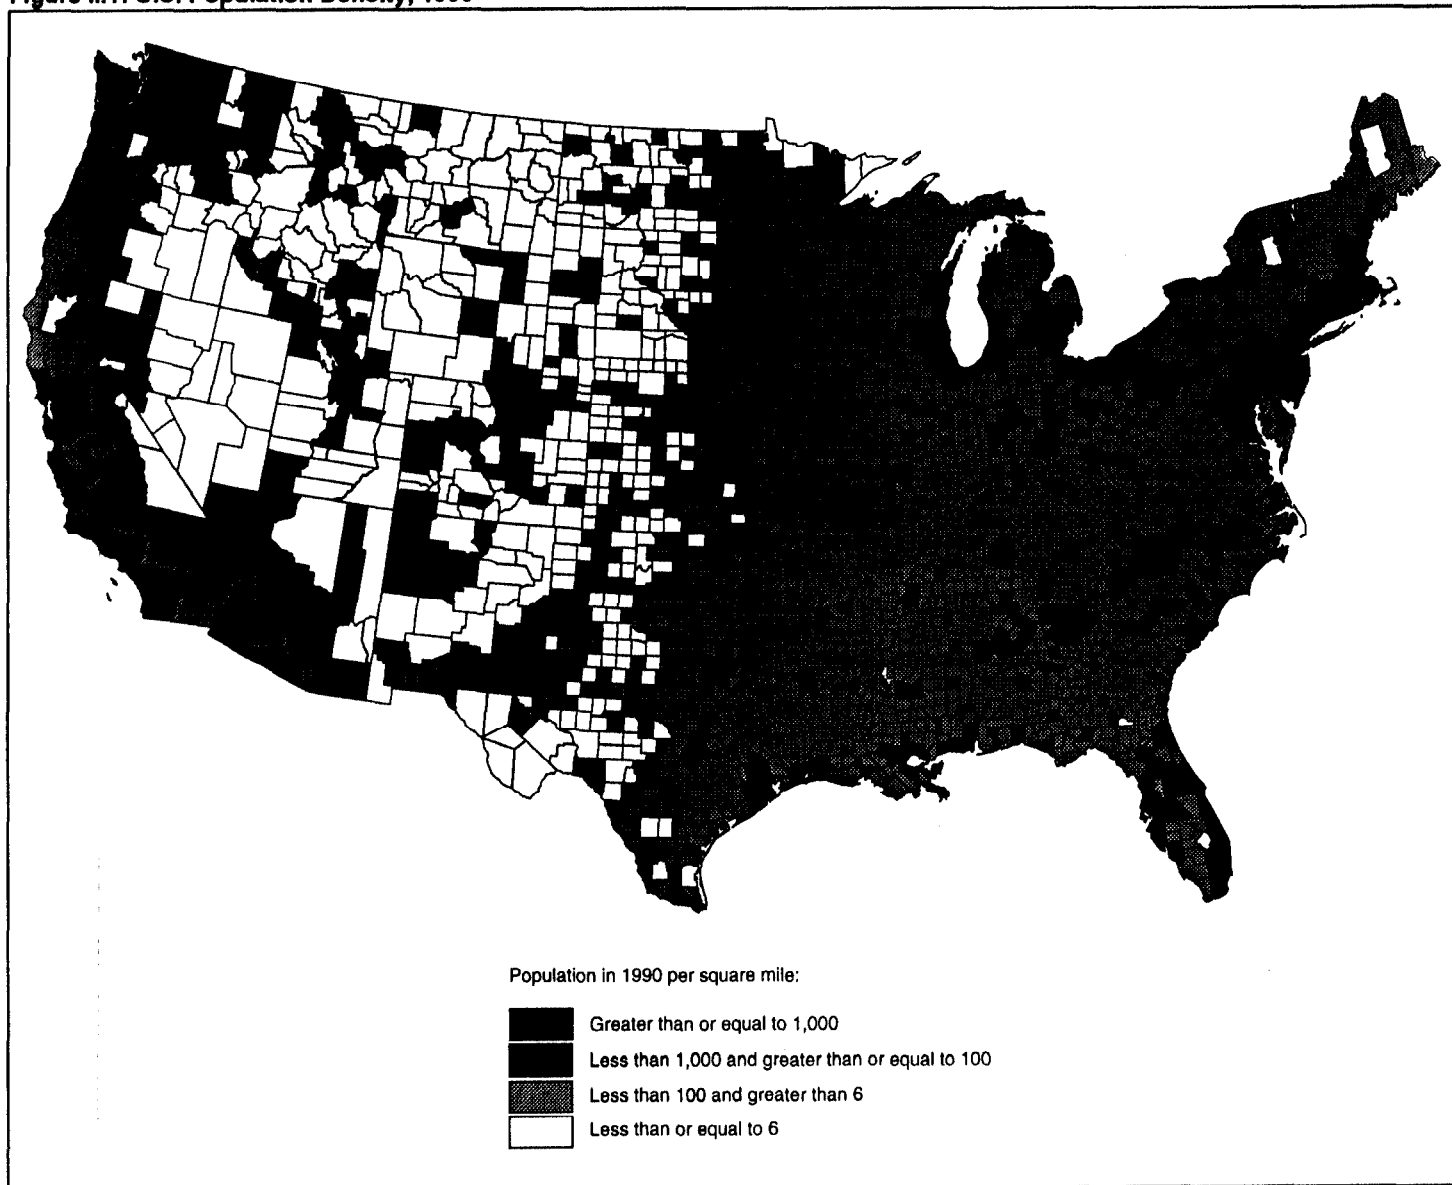 Population in 1990 per square mile:
Greater than or equal to 1,000
Less than 1,000 and greater than or equal to 100
Less than 100 and greater than 6
Less than or equal to 6